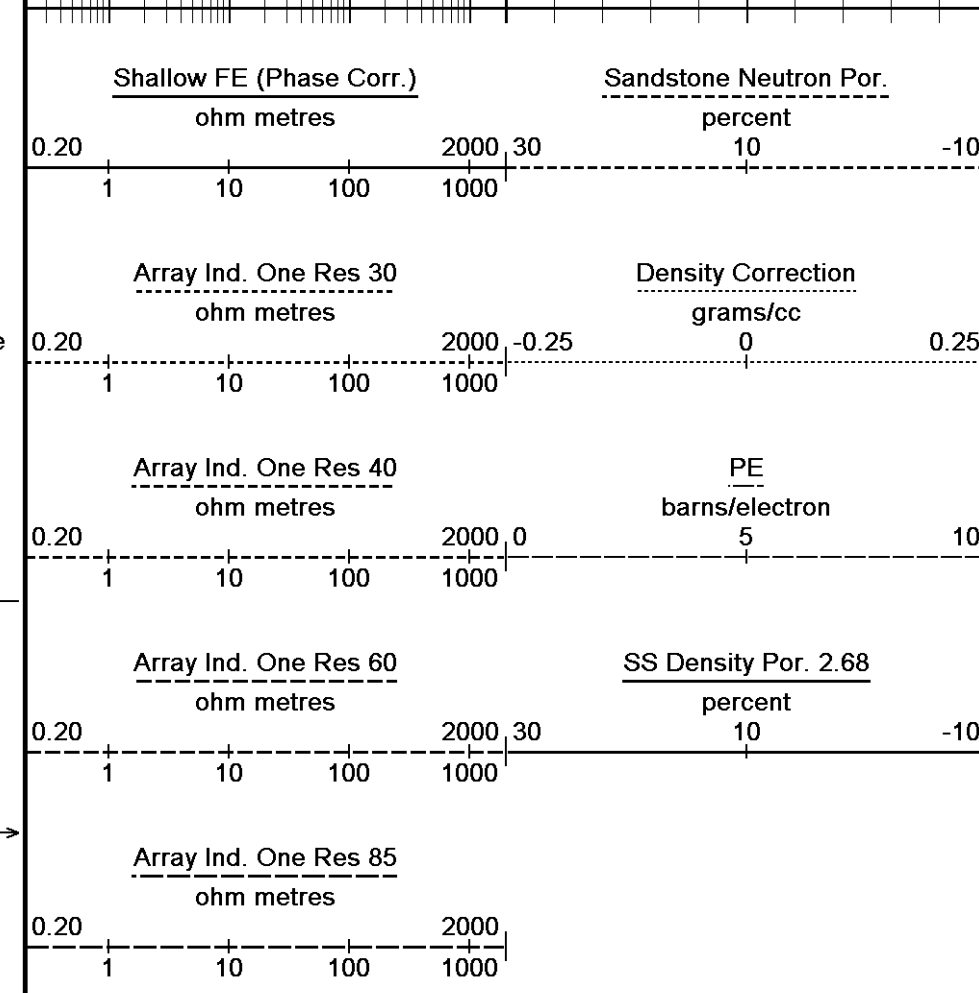 Shallow FE (Phase Corr.)
ohm metres
0.20 2000
1 10 100 1000
Sandstone Neutron Por.
percent
30 10 -10
Array Ind. One Res 30
ohm metres
0.20 2000
1 10 100 1000
Density Correction
grams/cc
-0.25 0 0.25
e
Array Ind. One Res 40
ohm metres
0.20 2000
1 10 100 1000
PE
barns/electron
0 5 10
Array Ind. One Res 60
ohm metres
0.20 2000
1 10 100 1000
SS Density Por. 2.68
percent
30 10 -10
Array Ind. One Res 85
ohm metres
0.20 2000
1 10 100 1000